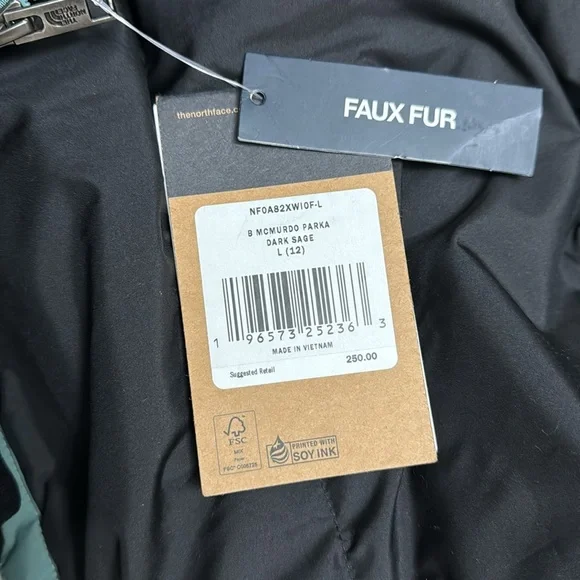 THE
NORTH
FACE
FAUX FUR
thenorthface.c
NF0A82XWI0F-L
B MCMURDO PARKA
DARK SAGE
L (12)
1 96573 25236 3
MADE IN VIETNAM
Suggested Retail 250.00
FSC
MIX
Paper
PRINTED WITH
SOY INK